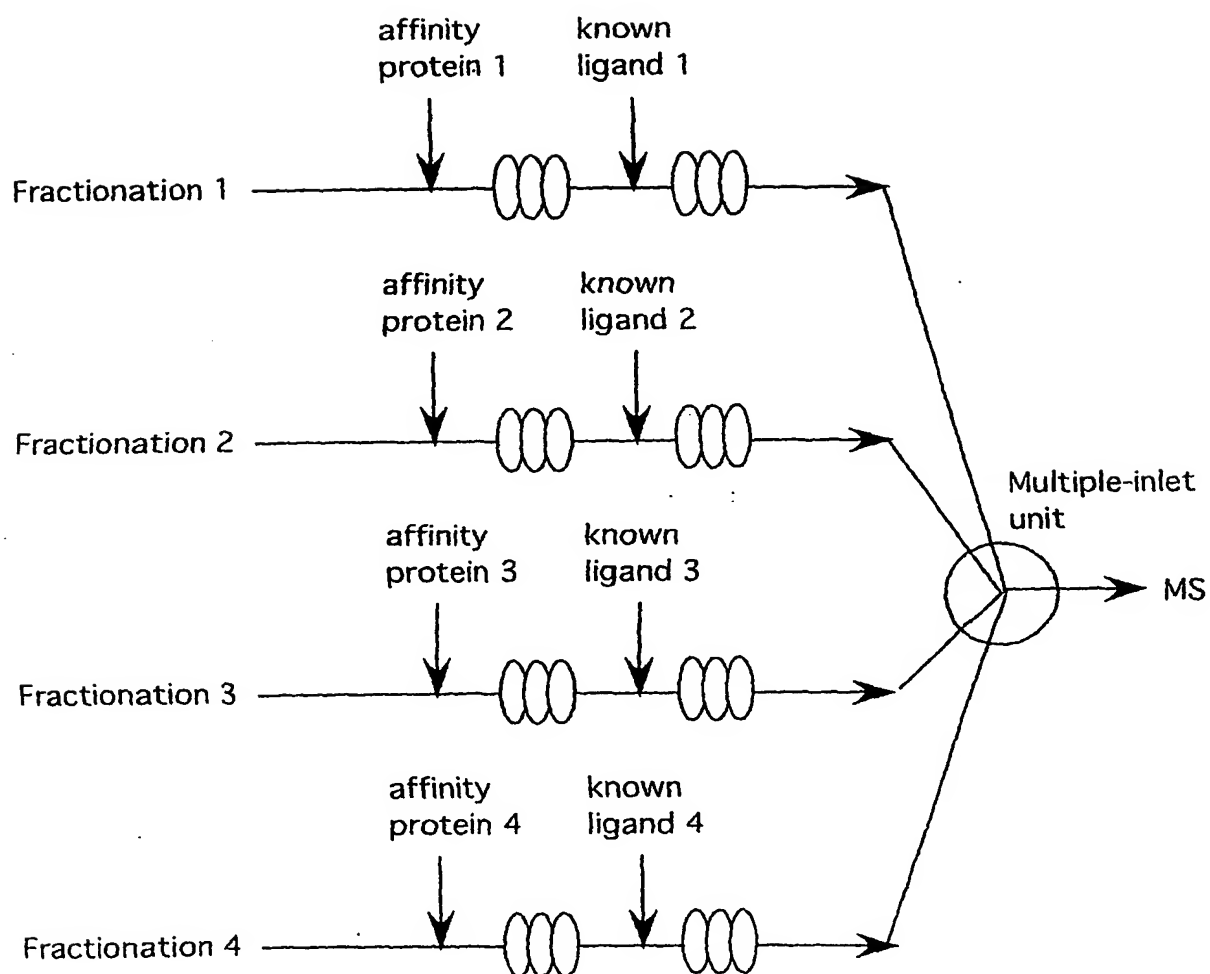 affinity
protein 1
known
ligand 1
Fractionation 1
affinity
protein 2
known
ligand 2
Fractionation 2
Multiple-inlet
unit
affinity
protein 3
known
ligand 3
MS
Fractionation 3
affinity
protein 4
known
ligand 4
Fractionation 4